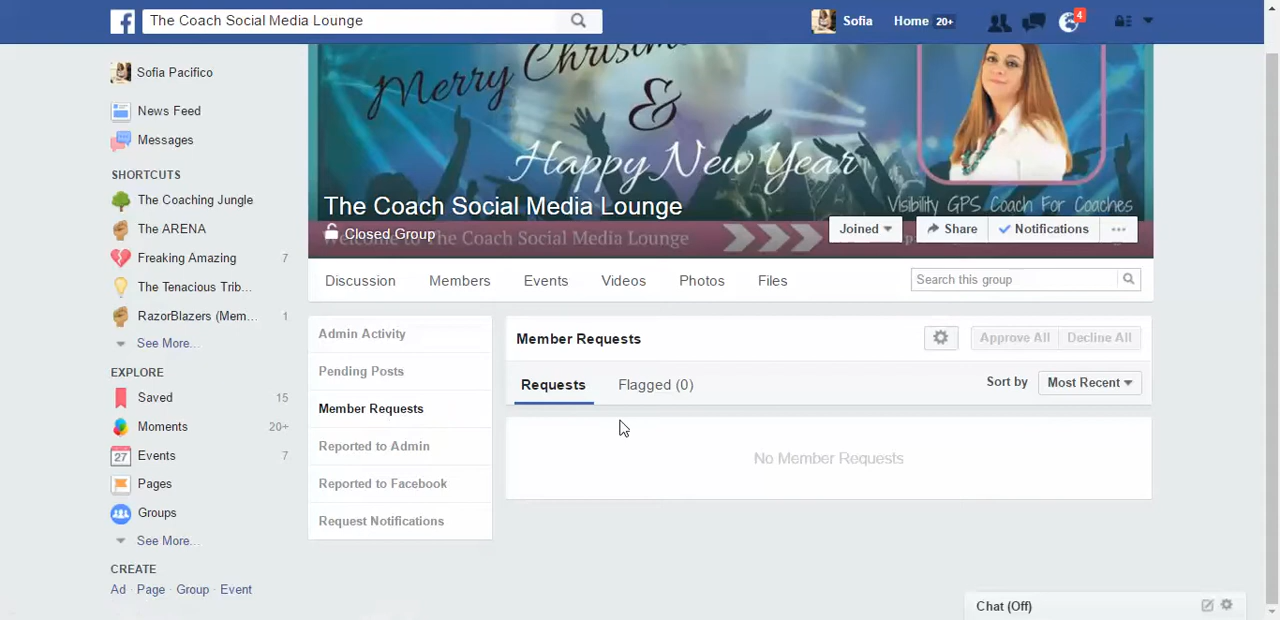 The Coach Social Media Lounge
Sofia
Home 20+
4
Sofia Pacifico
News Feed
Messages
SHORTCUTS
The Coaching Jungle
The ARENA
Freaking Amazing 7
The Tenacious Trib...
RazorBlazers (Mem... 1
See More...
EXPLORE
Saved 15
Moments 20+
27 Events 7
Pages
Groups
See More...
CREATE
Ad · Page · Group · Event
Merry Christmas
&
Happy New Year
The Coach Social Media Lounge
Closed Group
Visibility GPS Coach For Coaches
Welcome to The Coach Social Media Lounge
Joined
Share
Notifications
Discussion Members Events Videos Photos Files
Search this group
Admin Activity
Pending Posts
Member Requests
Reported to Admin
Reported to Facebook
Request Notifications
Member Requests
Approve All Decline All
Requests Flagged (0)
Sort by Most Recent
No Member Requests
Chat (Off)